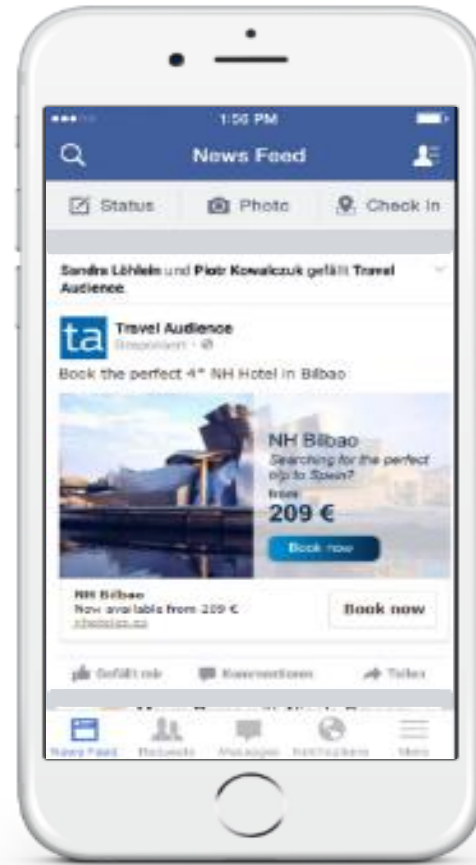 1:56 PM
News Feed
Status Photo Check In
Sandra Löhlein und Piotr Kowalczuk gefällt Travel
Audience.
ta
Travel Audience
Gesponsert
Book the perfect 4* NH Hotel in Bilbao
NH Bilbao
Searching for the perfect
trip to Spain?
from
209 €
Book now
NH Bilbao
Now available from 209 €
Book now
Gefällt mir Kommentieren Teilen
News Feed Requests Messages Notifications More